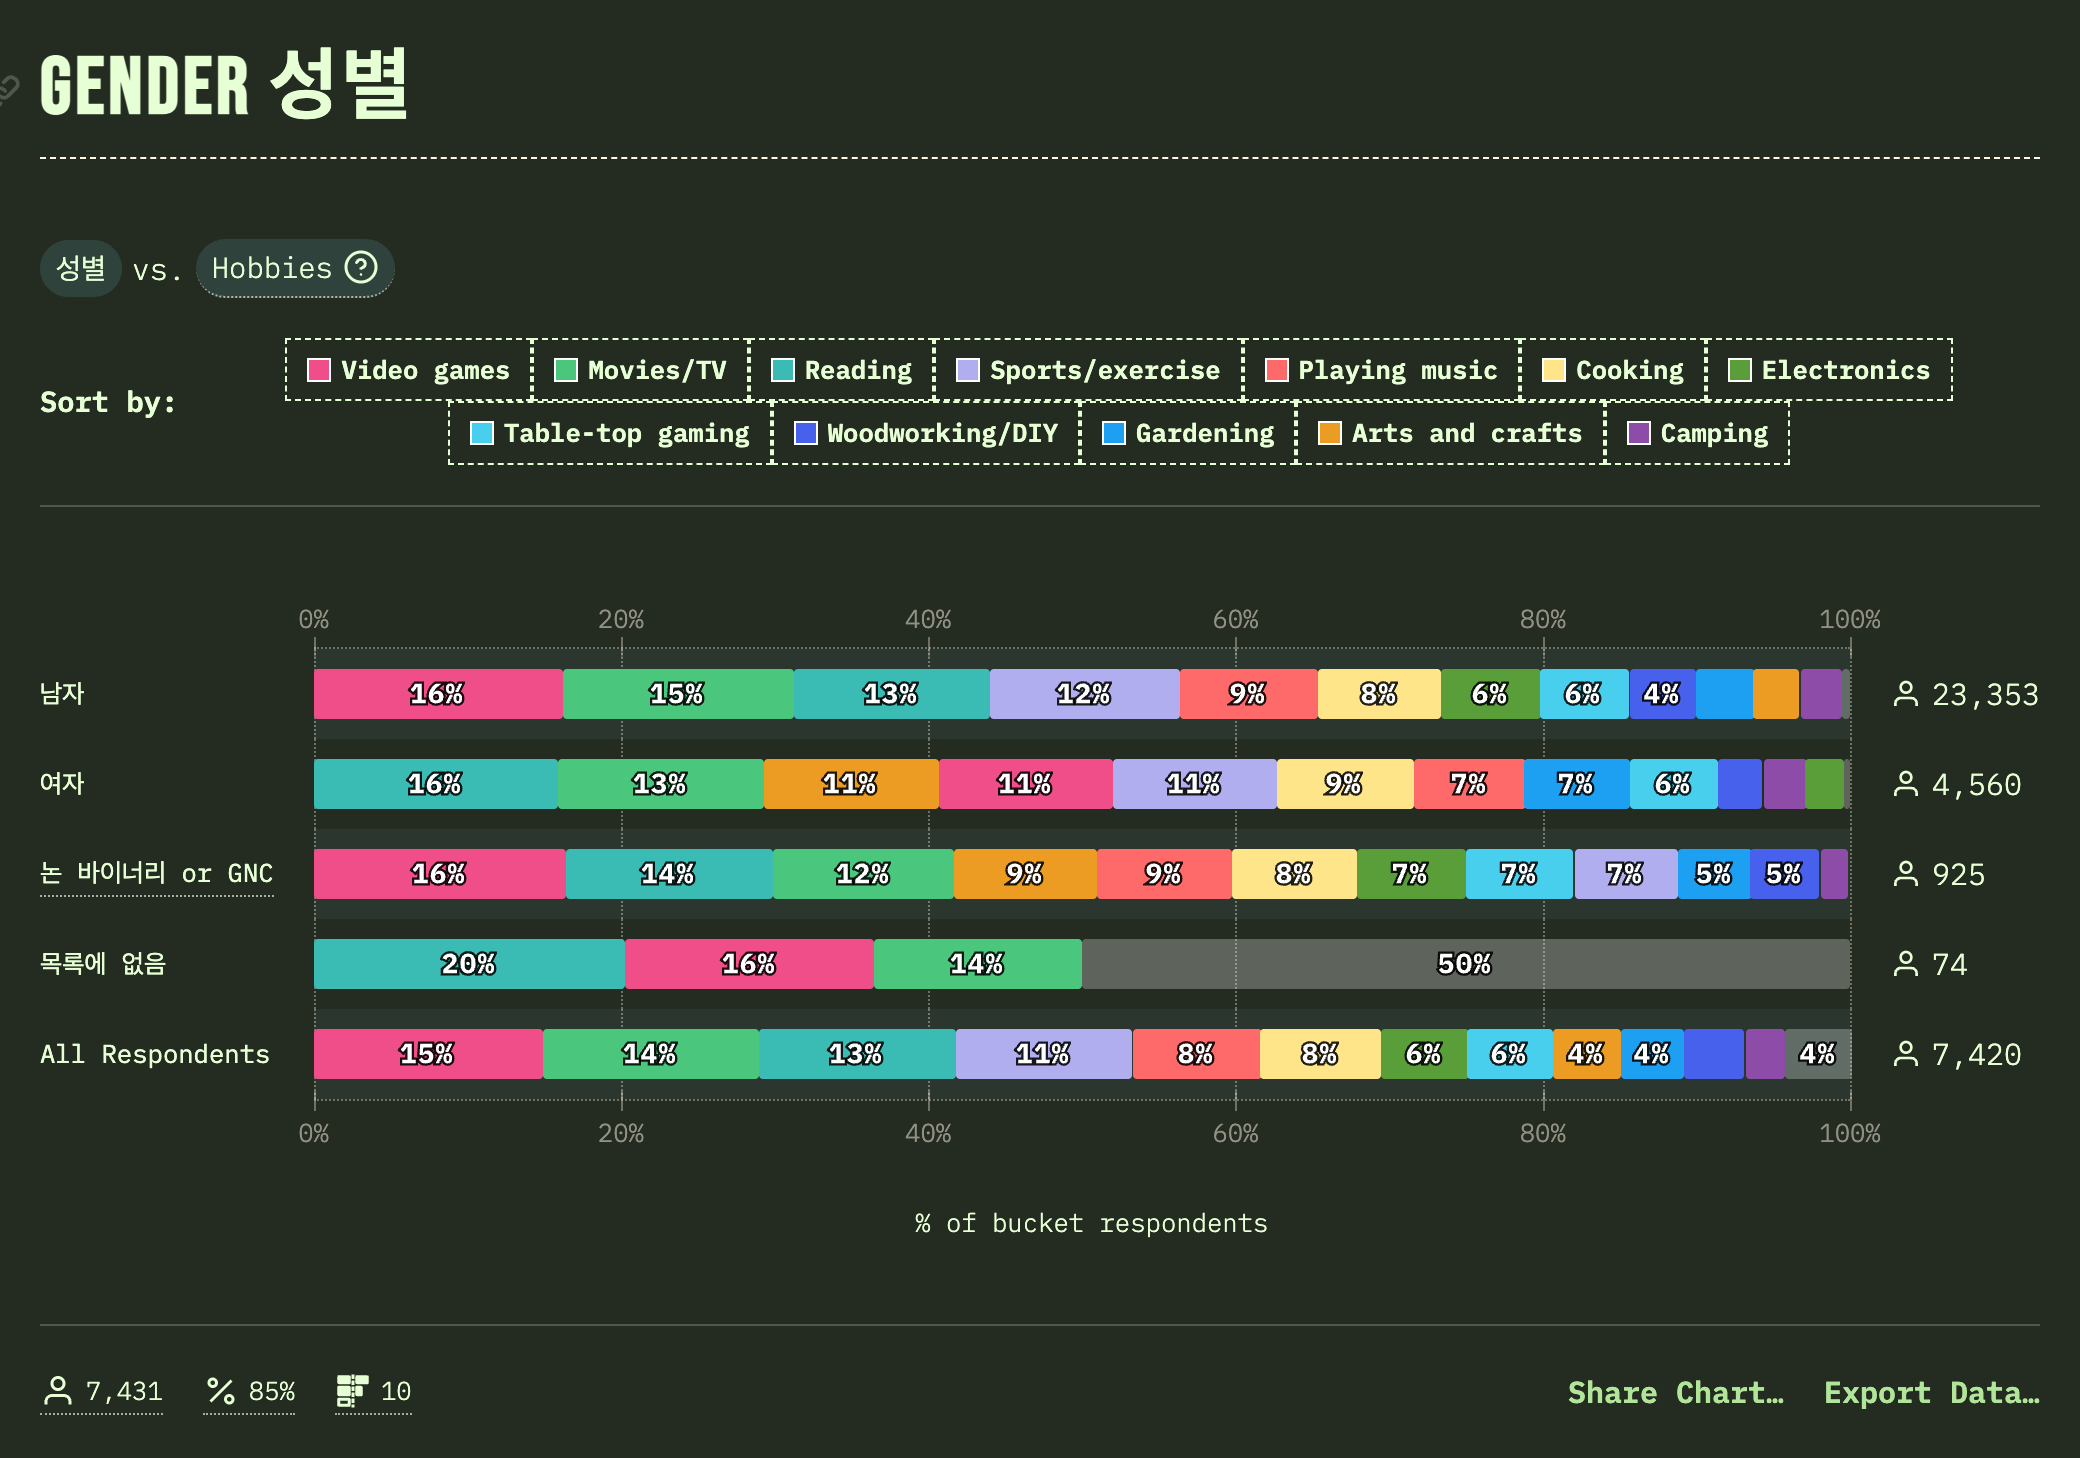 GENDER 성별
성별 vs. Hobbies
Sort by:
Video games Movies/TV Reading Sports/exercise Playing music Cooking Electronics
Table-top gaming Woodworking/DIY Gardening Arts and crafts Camping
0% 20% 40% 60% 80% 100%
남자 16% 15% 13% 12% 9% 8% 6% 6% 4% 23,353
여자 16% 13% 11% 11% 11% 9% 7% 7% 6% 4,560
논 바이너리 or GNC 16% 14% 12% 9% 9% 8% 7% 7% 7% 5% 5% 925
목록에 없음 20% 16% 14% 50% 74
All Respondents 15% 14% 13% 11% 8% 8% 6% 6% 4% 4% 4% 7,420
0% 20% 40% 60% 80% 100%
% of bucket respondents
7,431 85% 10 Share Chart… Export Data…